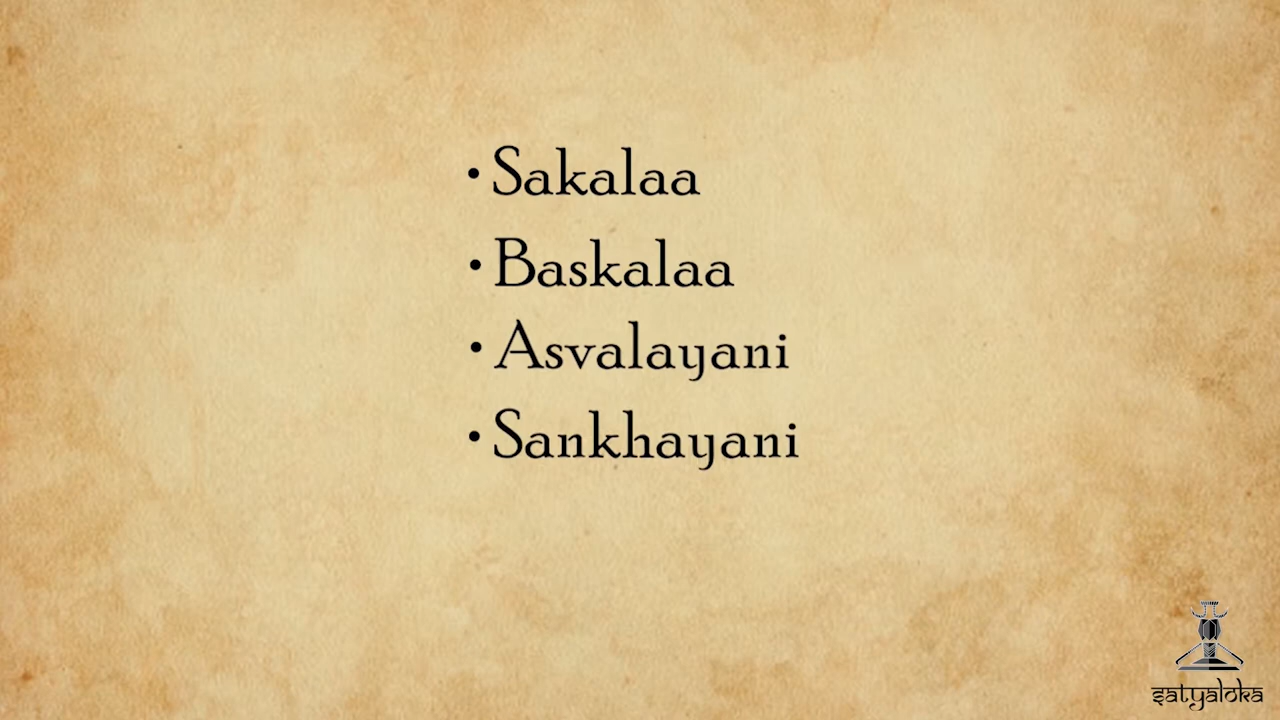 • Sakalaa
• Baskalaa
• Asvalayani
• Sankhayani
satyaloka